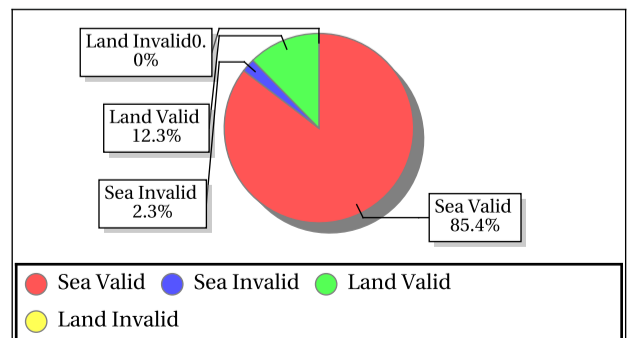 Land Invalid0.
0%
Land Valid
12.3%
Sea Invalid
2.3%
Sea Valid
85.4%
Sea Valid Sea Invalid Land Valid
Land Invalid